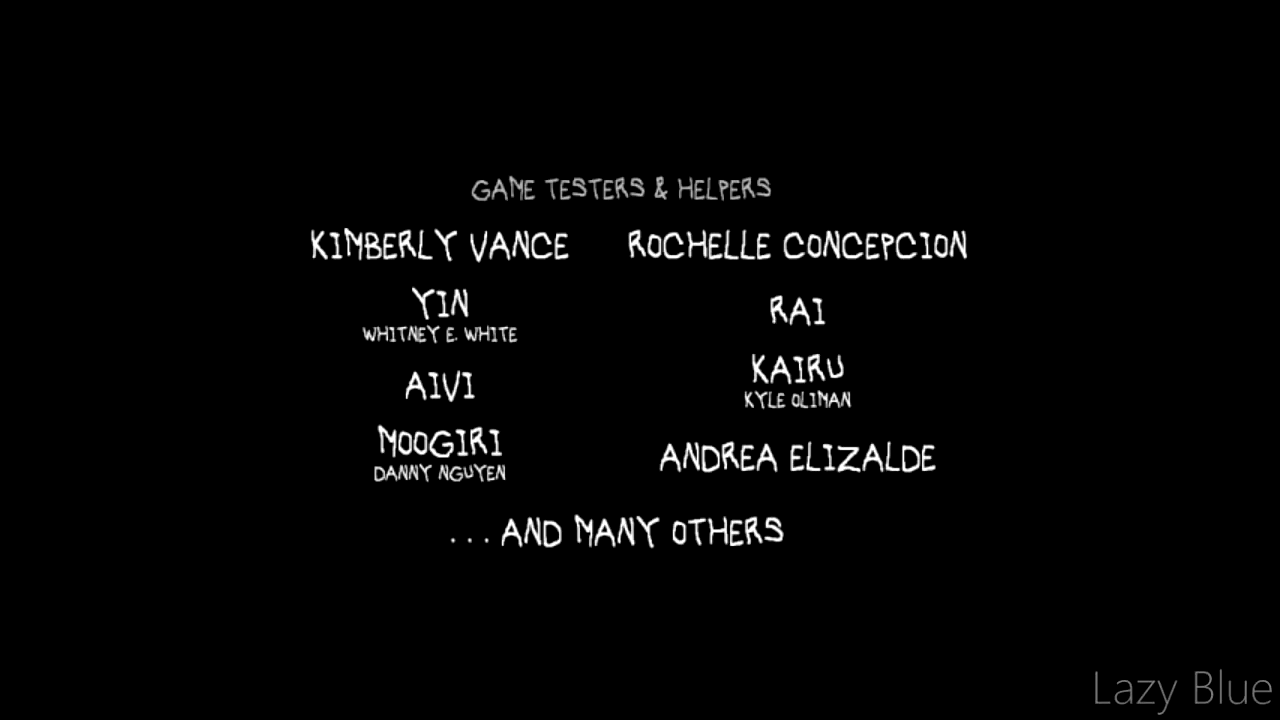 GAME TESTERS & HELPERS
KIMBERLY VANCE ROCHELLE CONCEPCION
YIN
WHITNEY E. WHITE
RAI
AIVI
KAIRU
KYLE OLIMAN
MOOGIRI
DANNY NGUYEN
ANDREA ELIZALDE
...AND MANY OTHERS
Lazy Blue